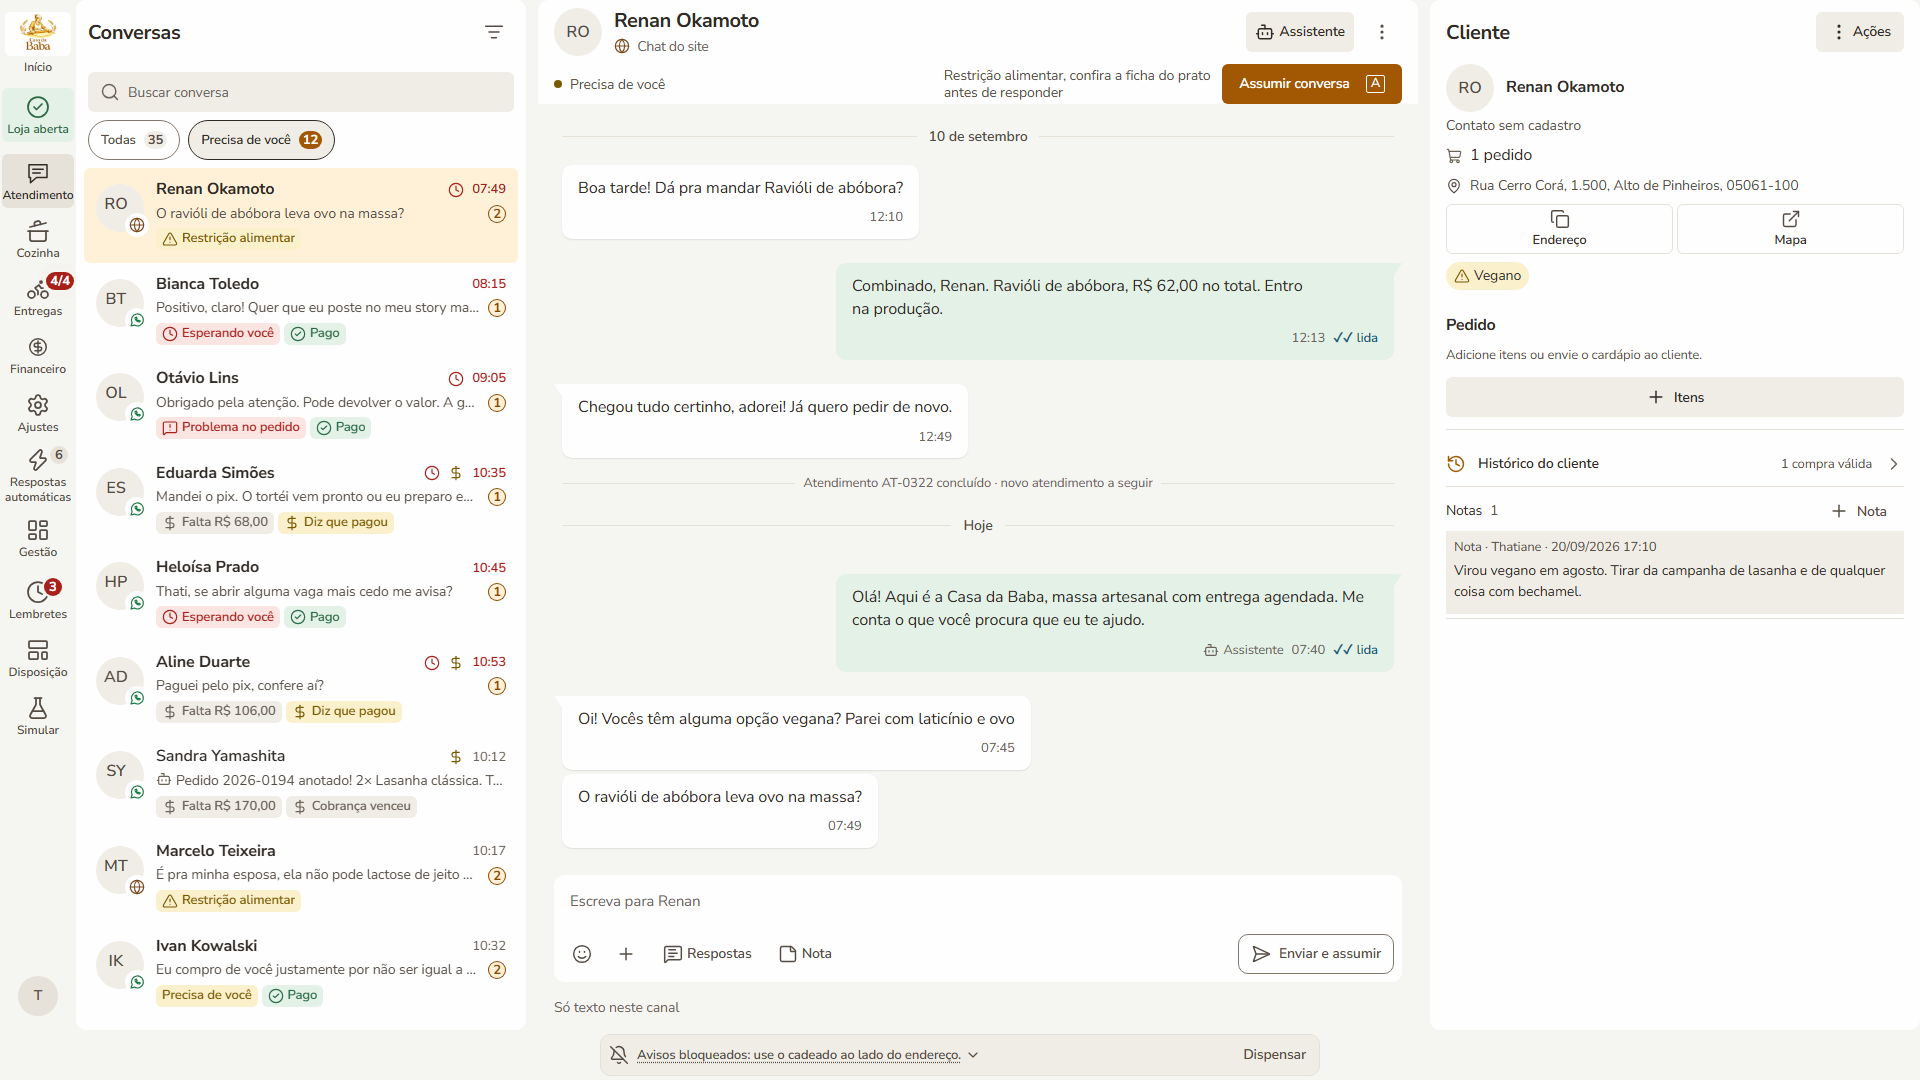 Casa da
Baba
Início
Loja aberta
Atendimento
Cozinha
4/4
Entregas
Financeiro
Ajustes
6
Respostas
automáticas
Gestão
3
Lembretes
Disposição
Simular
T
Conversas
Buscar conversa
Todas 35
Precisa de você 12
RO
Renan Okamoto 07:49
O ravióli de abóbora leva ovo na massa? 2
Restrição alimentar
BT
Bianca Toledo 08:15
Positivo, claro! Quer que eu poste no meu story ma... 1
Esperando você Pago
OL
Otávio Lins 09:05
Obrigado pela atenção. Pode devolver o valor. A g... 1
Problema no pedido Pago
ES
Eduarda Simões 10:35
Mandei o pix. O tortéi vem pronto ou eu preparo e... 1
Falta R$ 68,00 Diz que pagou
HP
Heloísa Prado 10:45
Thati, se abrir alguma vaga mais cedo me avisa? 1
Esperando você Pago
AD
Aline Duarte 10:53
Paguei pelo pix, confere aí? 1
Falta R$ 106,00 Diz que pagou
SY
Sandra Yamashita 10:12
Pedido 2026-0194 anotado! 2× Lasanha clássica. T...
Falta R$ 170,00 Cobrança venceu
MT
Marcelo Teixeira 10:17
É pra minha esposa, ela não pode lactose de jeito ... 2
Restrição alimentar
IK
Ivan Kowalski 10:32
Eu compro de você justamente por não ser igual a ... 2
Precisa de você Pago
RO
Renan Okamoto
Chat do site
Assistente
Precisa de você
Restrição alimentar, confira a ficha do prato
antes de responder
Assumir conversa A
10 de setembro
Boa tarde! Dá pra mandar Ravióli de abóbora?
12:10
Combinado, Renan. Ravióli de abóbora, R$ 62,00 no total. Entro
na produção.
12:13 lida
Chegou tudo certinho, adorei! Já quero pedir de novo.
12:49
Atendimento AT-0322 concluído · novo atendimento a seguir
Hoje
Olá! Aqui é a Casa da Baba, massa artesanal com entrega agendada. Me
conta o que você procura que eu te ajudo.
Assistente 07:40 lida
Oi! Vocês têm alguma opção vegana? Parei com laticínio e ovo
07:45
O ravióli de abóbora leva ovo na massa?
07:49
Escreva para Renan
Respostas
Nota
Enviar e assumir
Só texto neste canal
Avisos bloqueados: use o cadeado ao lado do endereço.
Dispensar
Cliente
Ações
RO
Renan Okamoto
Contato sem cadastro
1 pedido
Rua Cerro Corá, 1.500, Alto de Pinheiros, 05061-100
Endereço
Mapa
Vegano
Pedido
Adicione itens ou envie o cardápio ao cliente.
Itens
Histórico do cliente 1 compra válida
Notas 1
Nota
Nota · Thatiane · 20/09/2026 17:10
Virou vegano em agosto. Tirar da campanha de lasanha e de qualquer
coisa com bechamel.